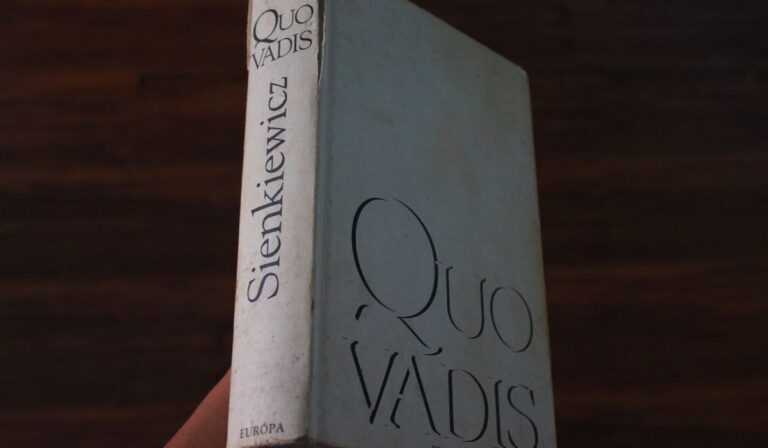 QUO
VADIS
Sienkiewicz
EURÓPA
QUO
VADIS